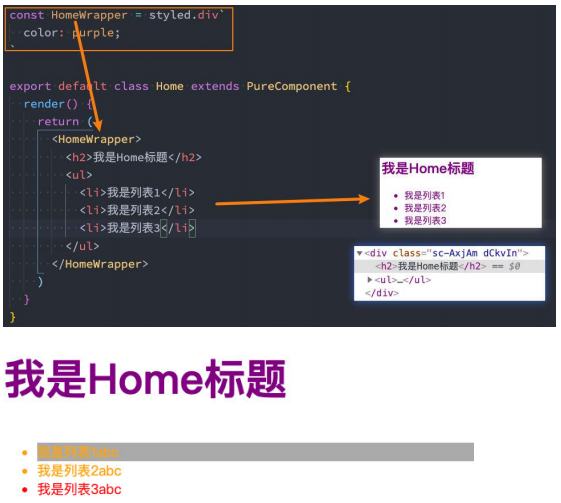 const HomeWrapper = styled.div`
color: purple;
`
export default class Home extends PureComponent {
render() {
return (
<HomeWrapper>
<h2>我是Home标题</h2>
<ul>
<li>我是列表1</li>
<li>我是列表2</li>
<li>我是列表3</li>
</ul>
</HomeWrapper>
)
}
}
我是Home标题
• 我是列表1
• 我是列表2
• 我是列表3
▼<div class="sc-AxjAm dCkvIn">
<h2>我是Home标题</h2> == $0
▶<ul>…</ul>
</div>
我是Home标题
• 我是列表1abc
• 我是列表2abc
• 我是列表3abc